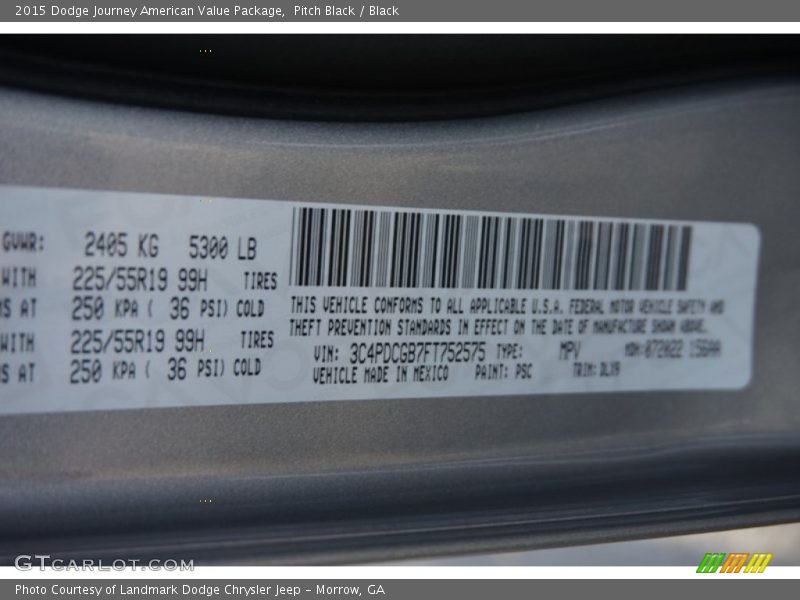 2015 Dodge Journey American Value Package, Pitch Black / Black
GVWR: 2405 KG 5300 LB
WITH 225/55R19 99H TIRES
AT 250 KPA ( 36 PSI) COLD
WITH 225/55R19 99H TIRES
AT 250 KPA ( 36 PSI) COLD
THIS VEHICLE CONFORMS TO ALL APPLICABLE U.S.A. FEDERAL MOTOR VEHICLE SAFETY AND
THEFT PREVENTION STANDARDS IN EFFECT ON THE DATE OF MANUFACTURE SHOWN ABOVE.
VIN: 3C4PDCGB7FT752575 TYPE: MPV MDH:072022 156AA
VEHICLE MADE IN MEXICO PAINT: PSC TRIM:
GTCARLOT.COM
Photo Courtesy of Landmark Dodge Chrysler Jeep - Morrow, GA